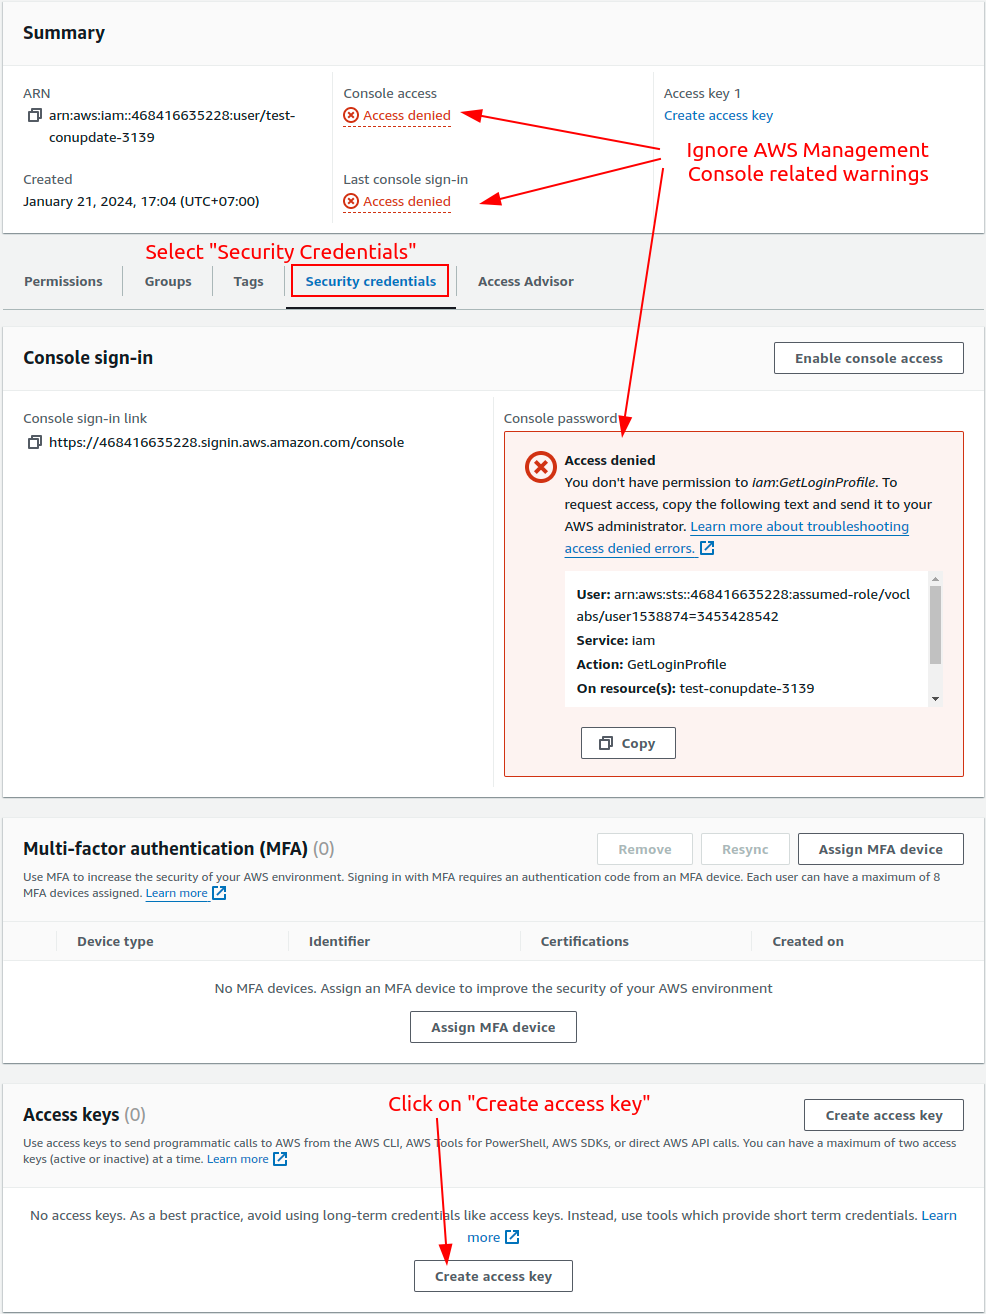 Summary
ARN
arn:aws:iam::468416635228:user/test-
conupdate-3139
Console access
Access denied
Access key 1
Create access key
Ignore AWS Management
Console related warnings
Created
January 21, 2024, 17:04 (UTC+07:00)
Last console sign-in
Access denied
Select "Security Credentials"
Permissions
Groups
Tags
Security credentials
Access Advisor
Console sign-in
Enable console access
Console sign-in link
https://468416635228.signin.aws.amazon.com/console
Console password
Access denied
You don't have permission to iam:GetLoginProfile. To
request access, copy the following text and send it to your
AWS administrator. Learn more about troubleshooting
access denied errors.
User: arn:aws:sts::468416635228:assumed-role/vocl
abs/user1538874=3453428542
Service: iam
Action: GetLoginProfile
On resource(s): test-conupdate-3139
Copy
Multi-factor authentication (MFA) (0)
Remove
Resync
Assign MFA device
Use MFA to increase the security of your AWS environment. Signing in with MFA requires an authentication code from an MFA device. Each user can have a maximum of 8
MFA devices assigned. Learn more
Device type
Identifier
Certifications
Created on
No MFA devices. Assign an MFA device to improve the security of your AWS environment
Assign MFA device
Click on "Create access key"
Access keys (0)
Create access key
Use access keys to send programmatic calls to AWS from the AWS CLI, AWS Tools for PowerShell, AWS SDKs, or direct AWS API calls. You can have a maximum of two access
keys (active or inactive) at a time. Learn more
No access keys. As a best practice, avoid using long-term credentials like access keys. Instead, use tools which provide short term credentials. Learn
more
Create access key